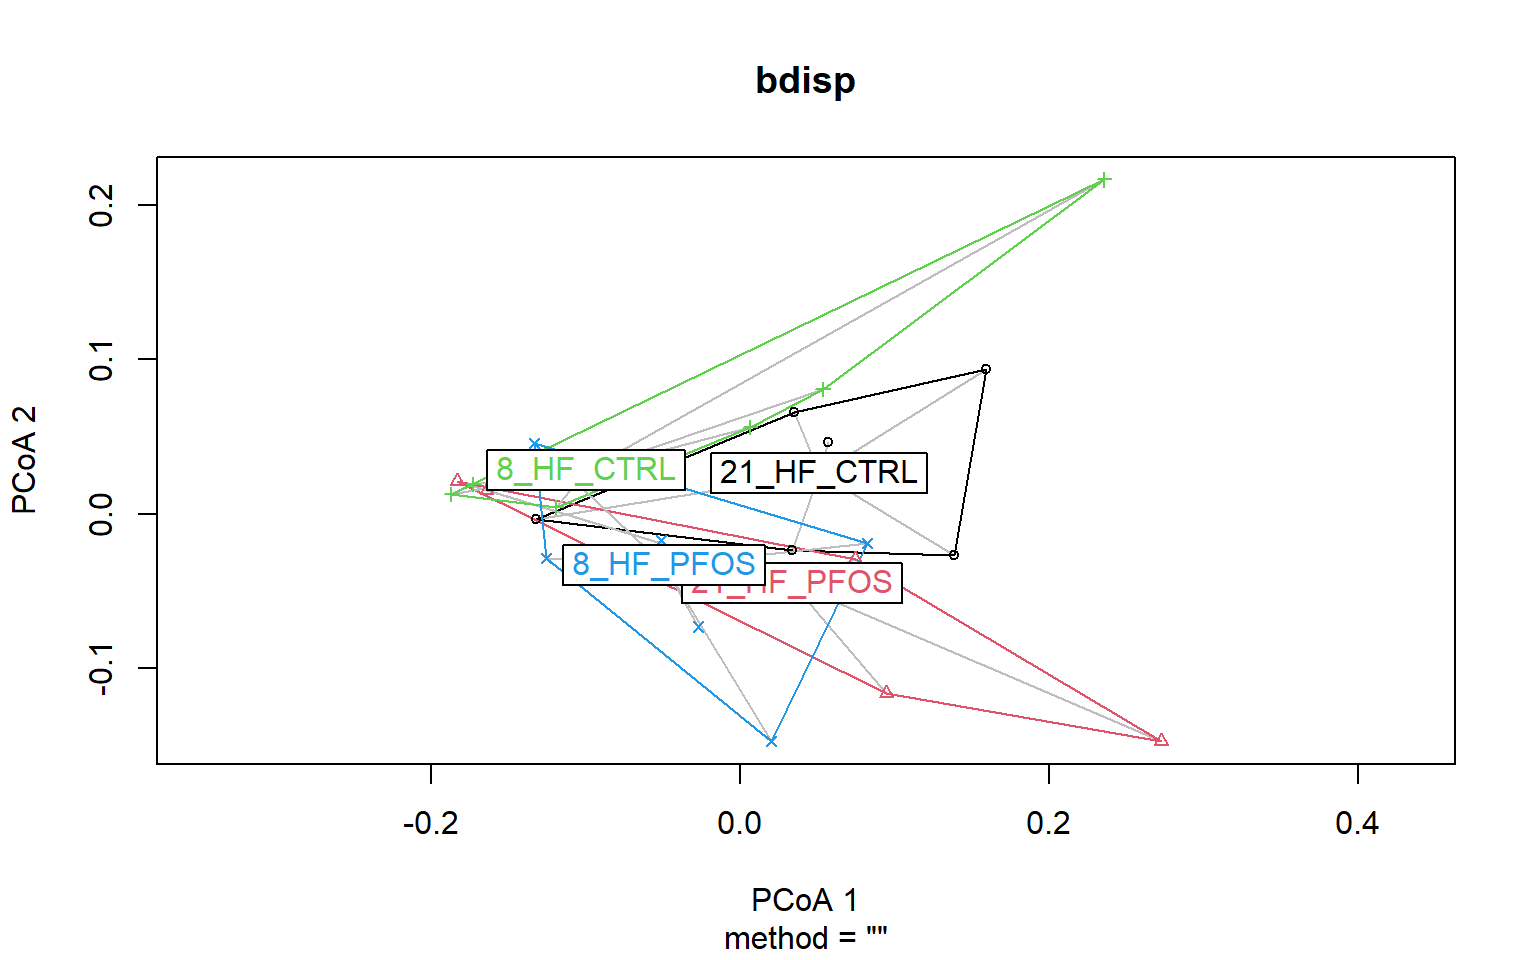 bdisp
PCoA 2
0.2
0.1
0.0
-0.1
8_HF_CTRL
21_HF_CTRL
8_HF_PFOS
21_HF_PFOS
-0.2
0.0
0.2
0.4
PCoA 1
method = ""